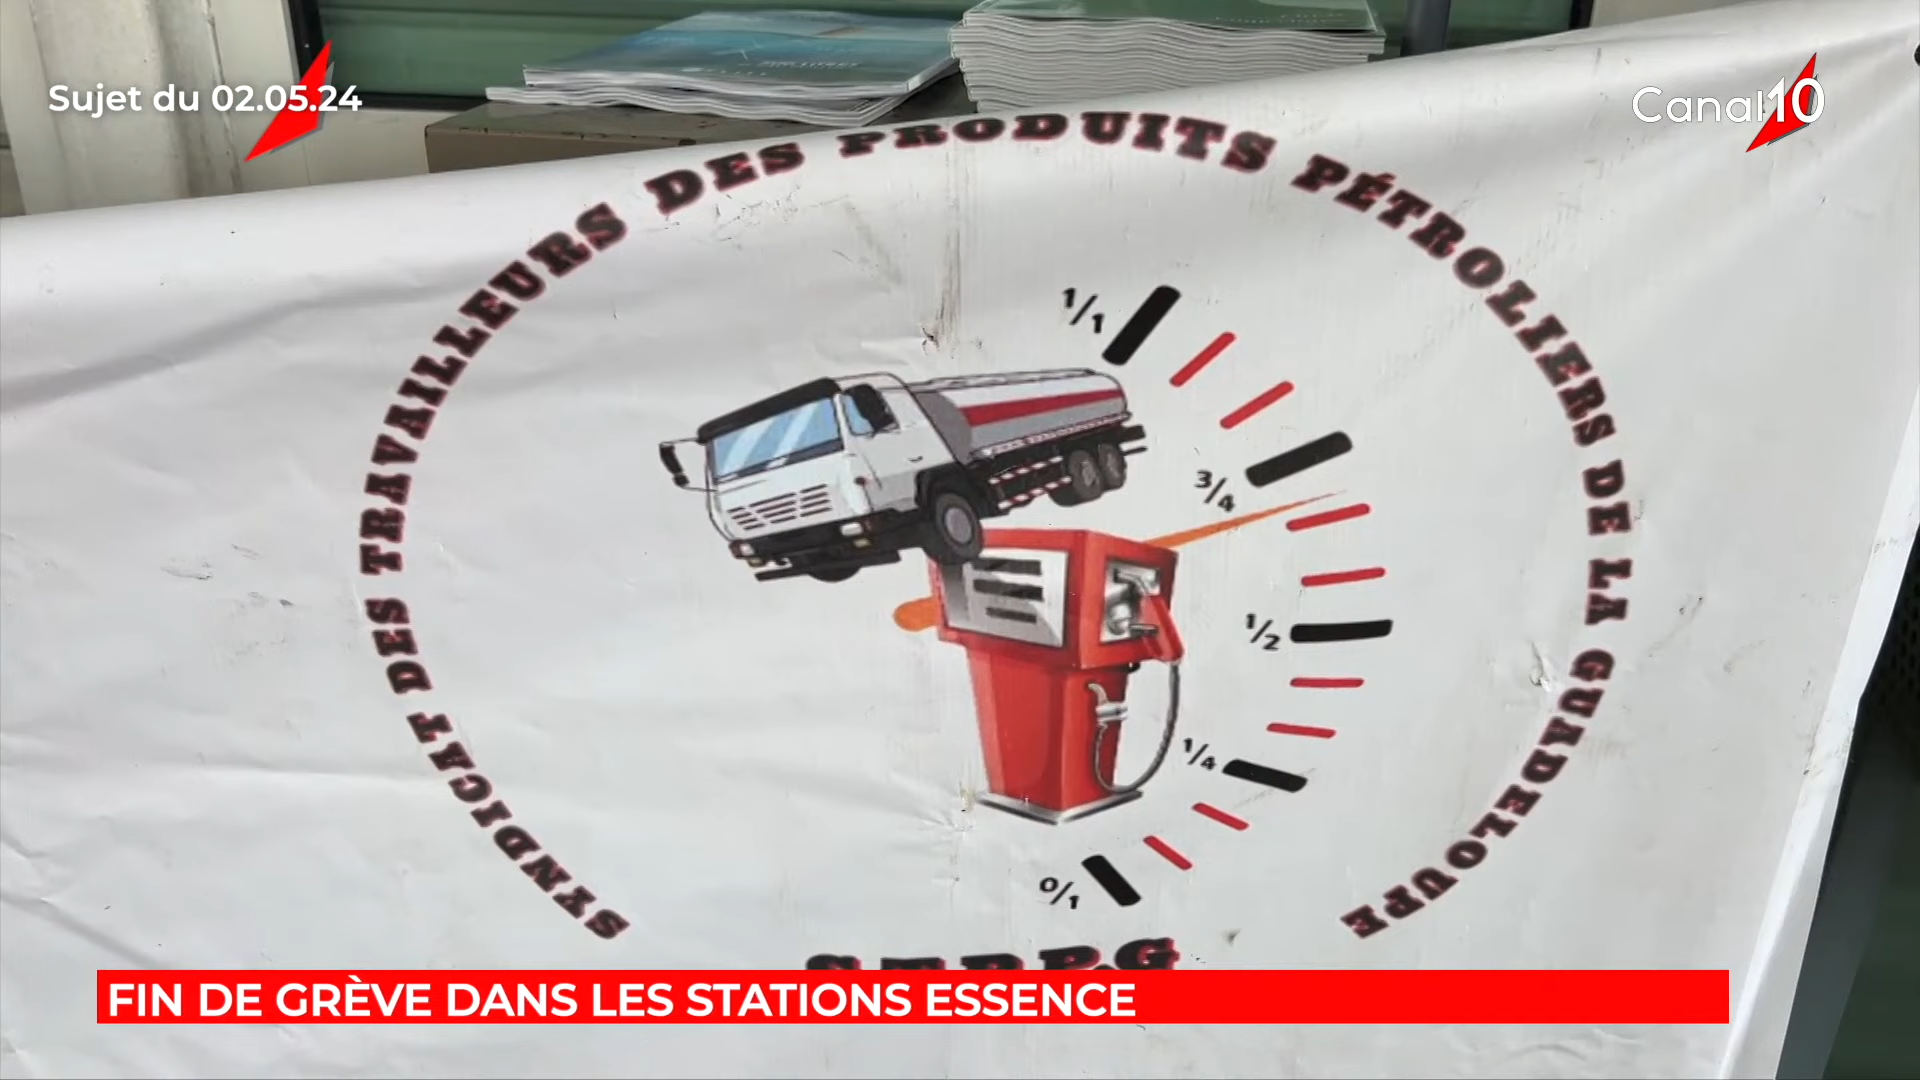 Sujet du 02.05.24
Canal10
SYNDICAT DES TRAVAILLEURS DES PRODUITS PÉTROLIERS DE LA GUADELOUPE
1/1
3/4
1/2
1/4
0/1
FIN DE GRÈVE DANS LES STATIONS ESSENCE